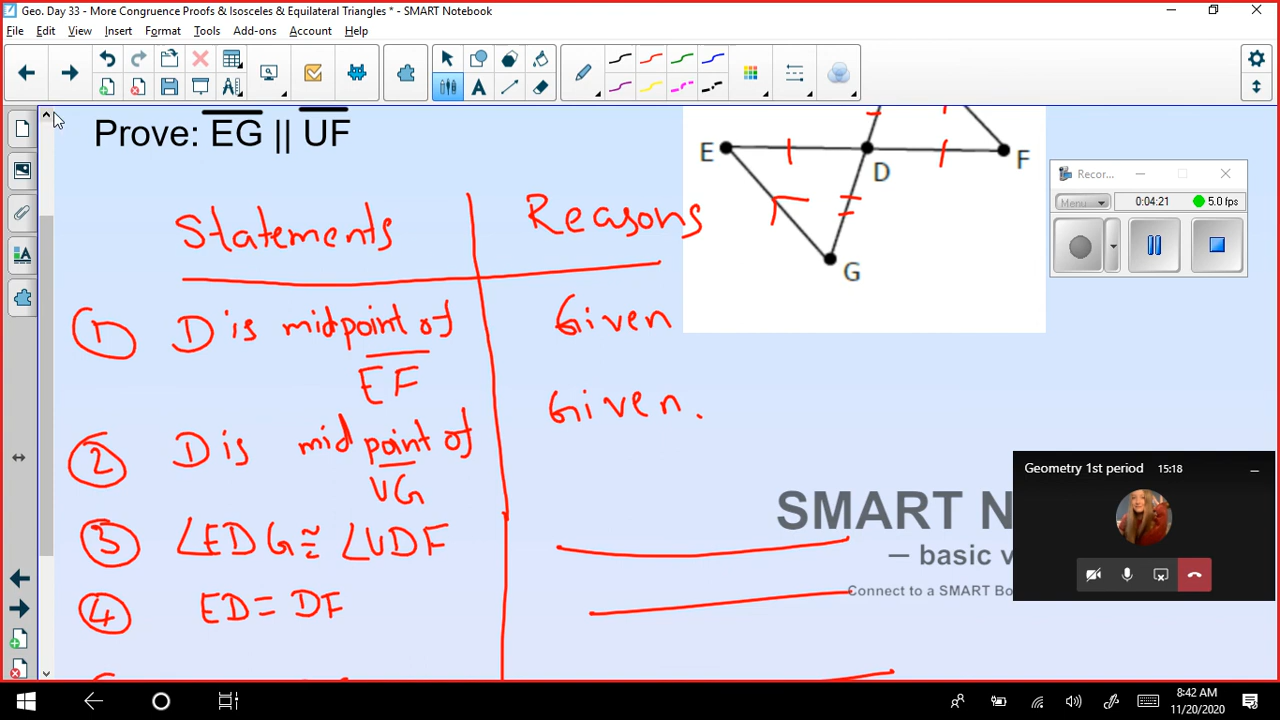 Geo. Day 33 - More Congruence Proofs & Isosceles & Equilateral Triangles * - SMART Notebook
File Edit View Insert Format Tools Add-ons Account Help
Prove: EG || UF
E
D
F
G
Recor...
Menu
0:04:21
5.0 fps
Statements
Reasons
① D is midpoint of
EF
Given
② D is midpoint of
UG
Given.
③ ∠EDG ≅ ∠UDF
④ ED = DF
SMART N
— basic v
Connect to a SMART Bo
Geometry 1st period 15:18
8:42 AM
11/20/2020